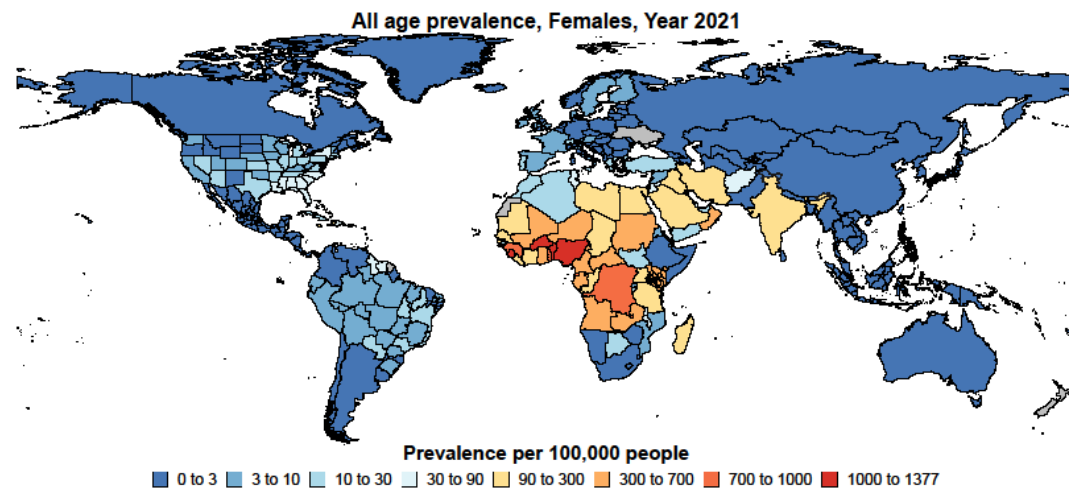 All age prevalence, Females, Year 2021
Prevalence per 100,000 people
0 to 3 3 to 10 10 to 30 30 to 90 90 to 300 300 to 700 700 to 1000 1000 to 1377